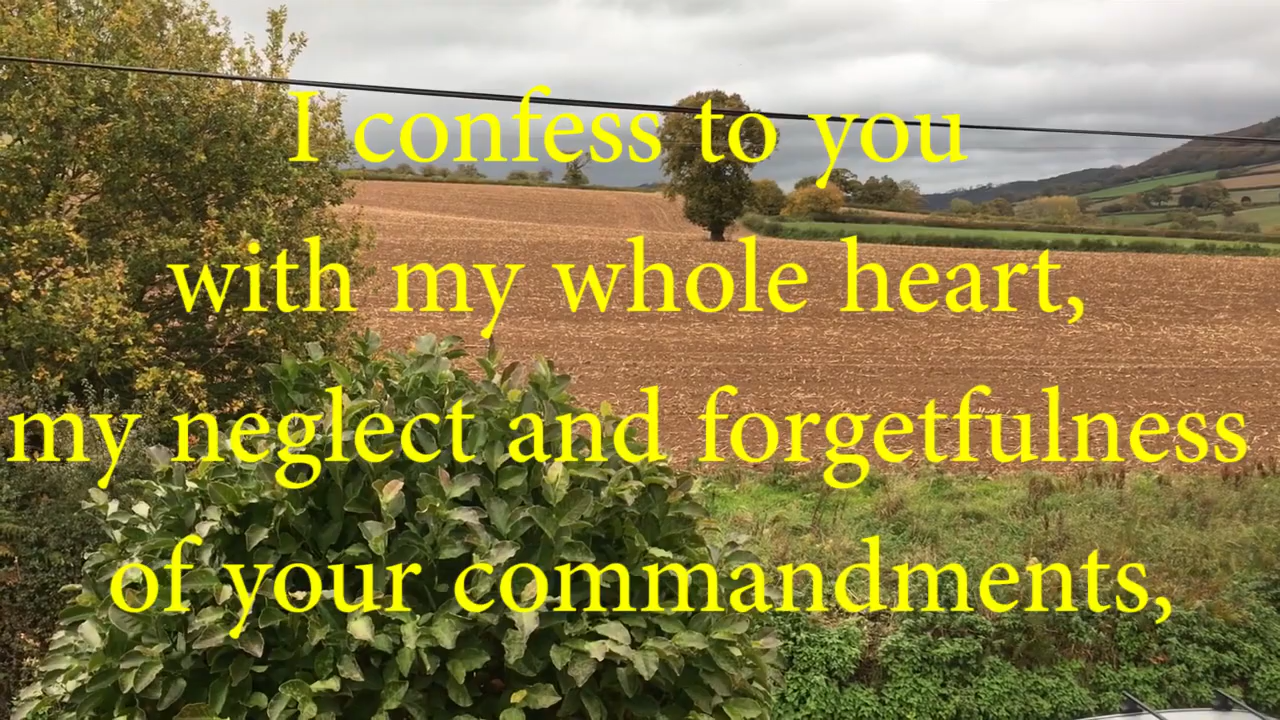 I confess to you
with my whole heart,
my neglect and forgetfulness
of your commandments,